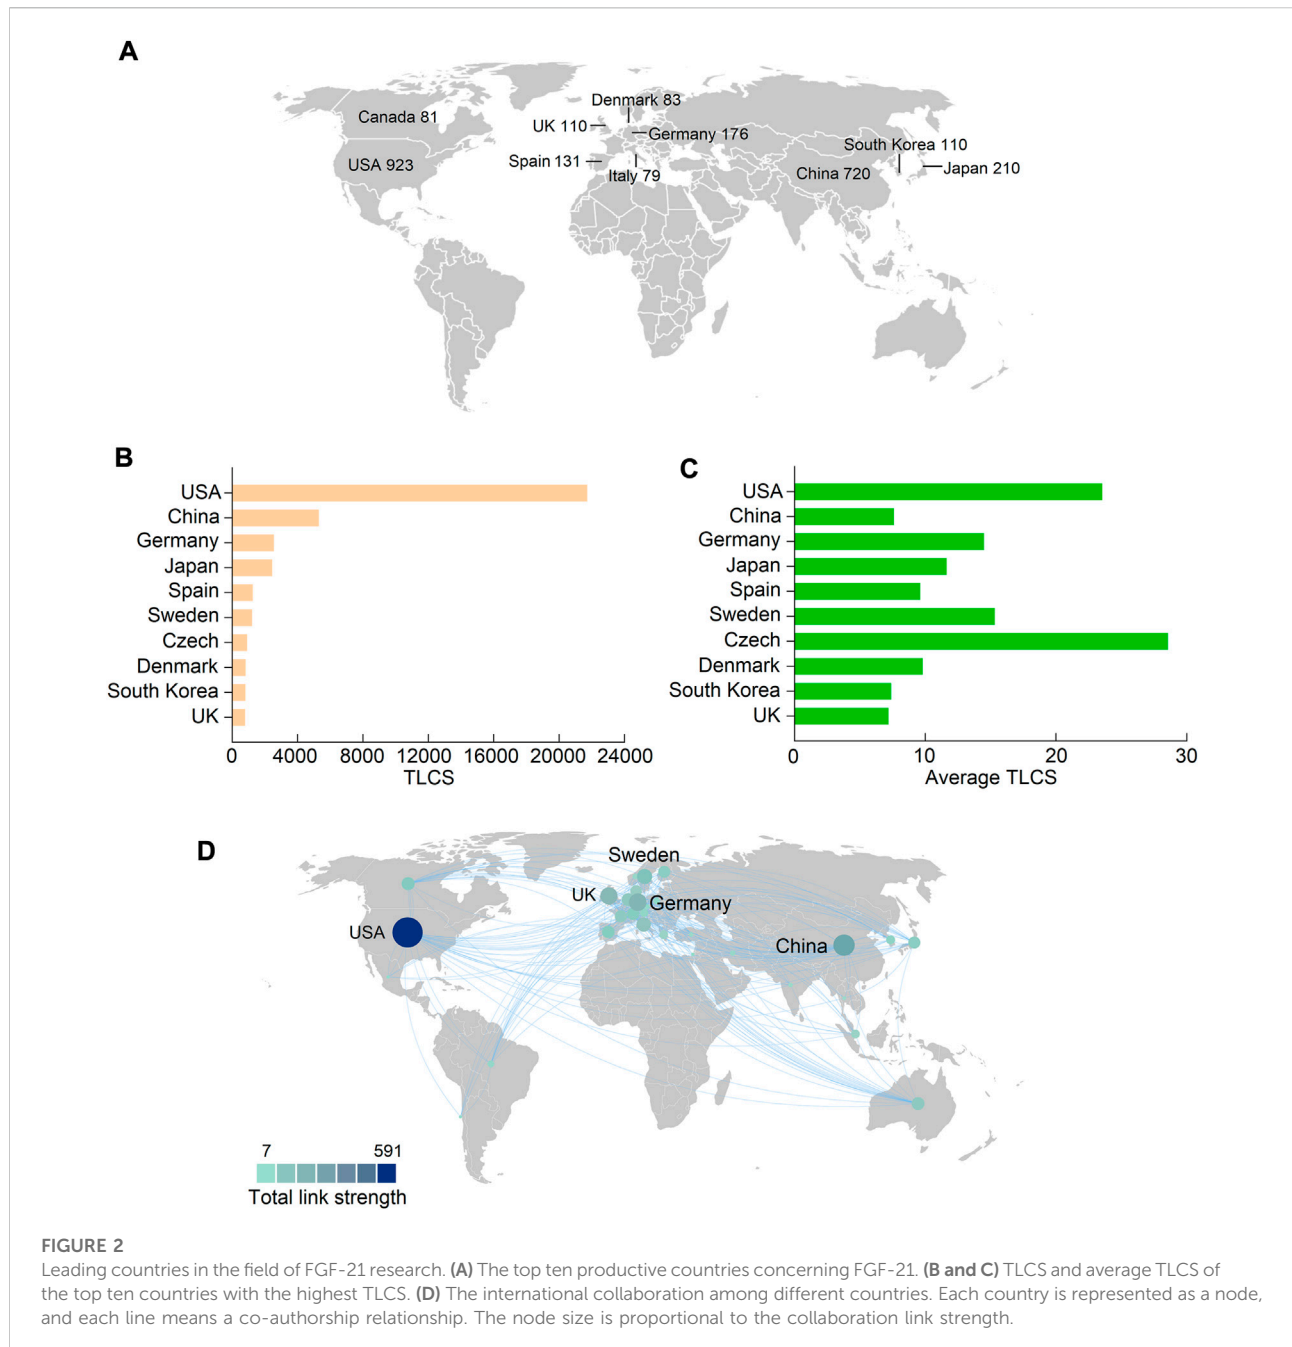 A
Canada 81
USA 923
Denmark 83
UK 110
Germany 176
Spain 131
Italy 79
South Korea 110
China 720
Japan 210
B
USA
China
Germany
Japan
Spain
Sweden
Czech
Denmark
South Korea
UK
0 4000 8000 12000 16000 20000 24000
TLCS
C
USA
China
Germany
Japan
Spain
Sweden
Czech
Denmark
South Korea
UK
0 10 20 30
Average TLCS
D
Sweden
UK
Germany
USA
China
7 591
Total link strength
FIGURE 2
Leading countries in the field of FGF-21 research. (A) The top ten productive countries concerning FGF-21. (B and C) TLCS and average TLCS of
the top ten countries with the highest TLCS. (D) The international collaboration among different countries. Each country is represented as a node,
and each line means a co-authorship relationship. The node size is proportional to the collaboration link strength.